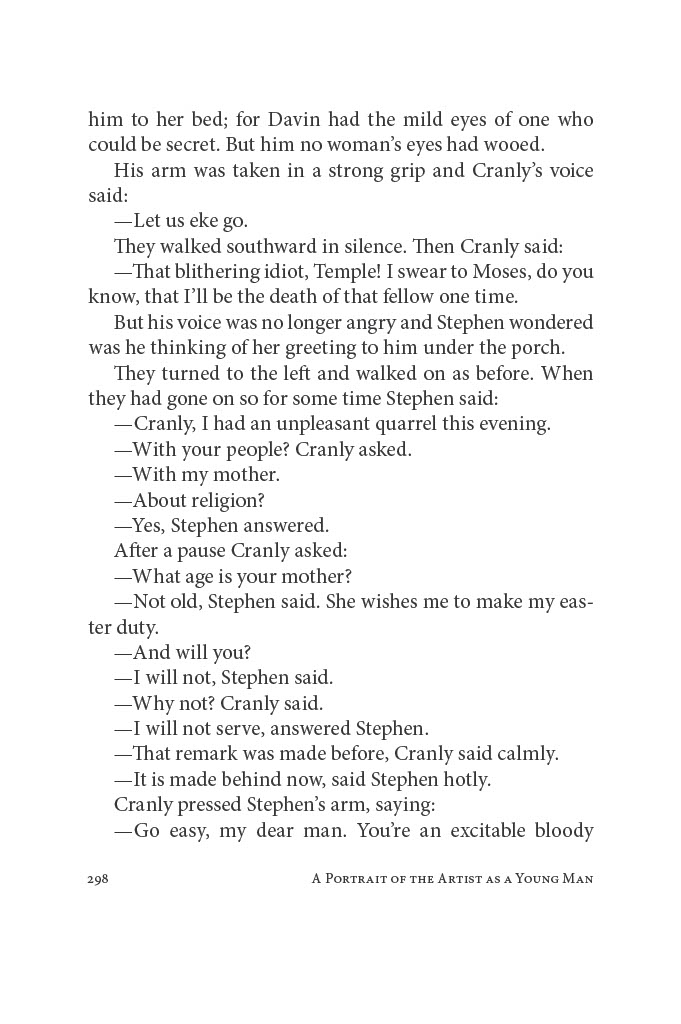 him to her bed; for Davin had the mild eyes of one who
could be secret. But him no woman’s eyes had wooed.
His arm was taken in a strong grip and Cranly’s voice
said:
—Let us eke go.
They walked southward in silence. Then Cranly said:
—That blithering idiot, Temple! I swear to Moses, do you
know, that I’ll be the death of that fellow one time.
But his voice was no longer angry and Stephen wondered
was he thinking of her greeting to him under the porch.
They turned to the left and walked on as before. When
they had gone on so for some time Stephen said:
—Cranly, I had an unpleasant quarrel this evening.
—With your people? Cranly asked.
—With my mother.
—About religion?
—Yes, Stephen answered.
After a pause Cranly asked:
—What age is your mother?
—Not old, Stephen said. She wishes me to make my eas-
ter duty.
—And will you?
—I will not, Stephen said.
—Why not? Cranly said.
—I will not serve, answered Stephen.
—That remark was made before, Cranly said calmly.
—It is made behind now, said Stephen hotly.
Cranly pressed Stephen’s arm, saying:
—Go easy, my dear man. You’re an excitable bloody
298 A Portrait of the Artist as a Young Man